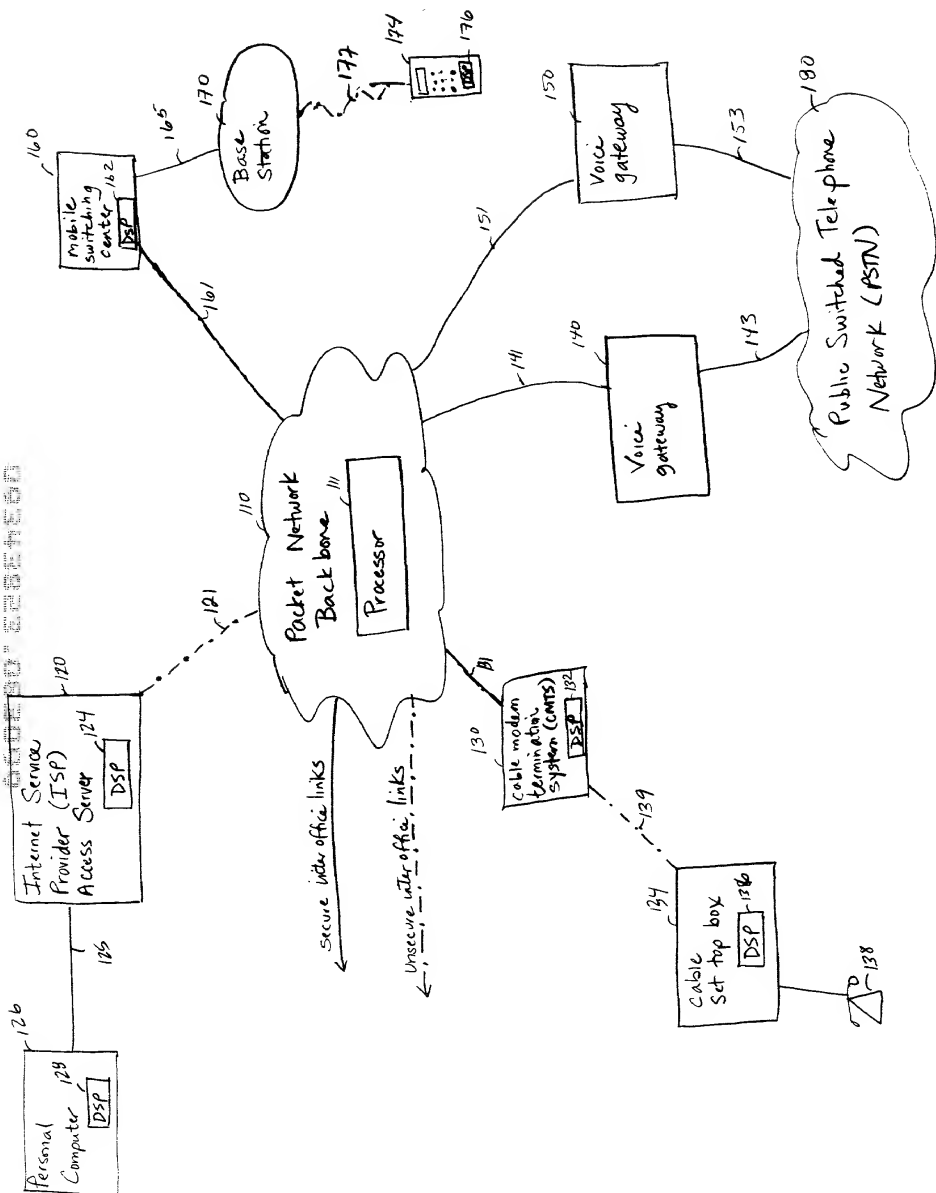 Personal
Computer 128
DSP
126
125
Internet Service
Provider (ISP)
Access Server
124
DSP
120
121
110
Packet Network
Backbone
111
Processor
secure inter office links
Unsecure inter office links
160
mobile
switching
center
162
DSP
161
165
170
Base
Station
177
174
176
DSP
151
150
Voice
gateway
153
141
140
Voice
gateway
143
180
Public Switched Telephone
Network (PSTN)
131
130
Cable modem
termination
system (CMTS)
DSP
132
139
134
Cable
Set top box
DSP
136
138